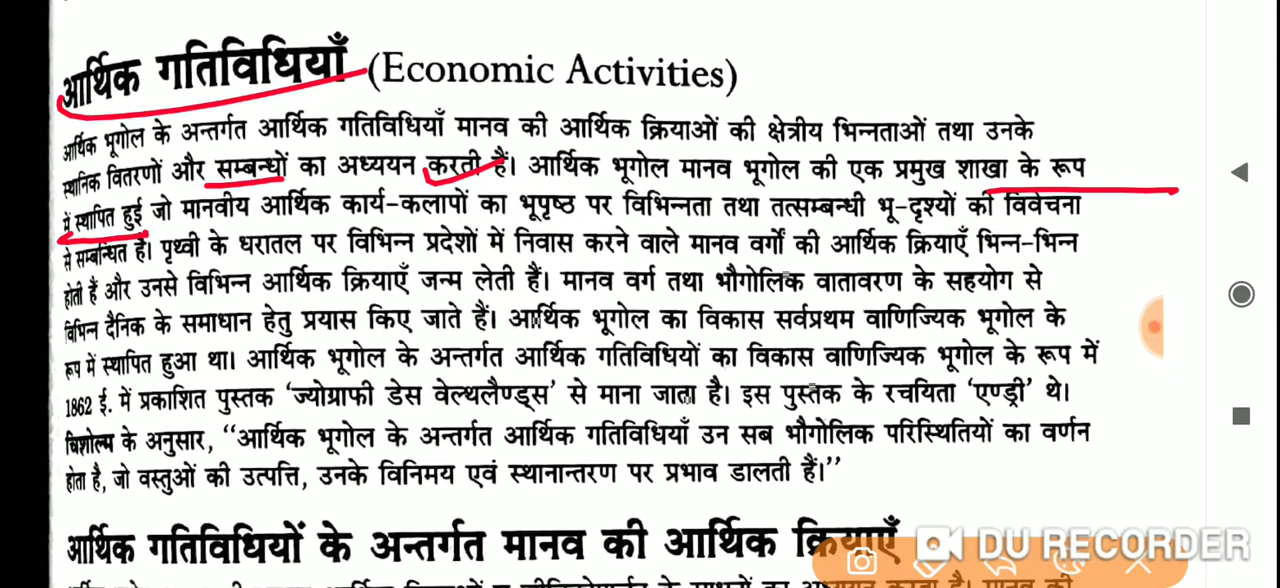 आर्थिक गतिविधियाँ (Economic Activities)
आर्थिक भूगोल के अन्तर्गत आर्थिक गतिविधियाँ मानव की आर्थिक क्रियाओं की क्षेत्रीय भिन्नताओं तथा उनके
स्थानिक वितरणों और सम्बन्धों का अध्ययन करती हैं। आर्थिक भूगोल मानव भूगोल की एक प्रमुख शाखा के रूप
में स्थापित हुई जो मानवीय आर्थिक कार्य-कलापों का भूपृष्ठ पर विभिन्नता तथा तत्सम्बन्धी भू-दृश्यों की विवेचना
से सम्बन्धित है। पृथ्वी के धरातल पर विभिन्न प्रदेशों में निवास करने वाले मानव वर्गों की आर्थिक क्रियाएँ भिन्न-भिन्न
होती हैं और उनसे विभिन्न आर्थिक क्रियाएँ जन्म लेती हैं। मानव वर्ग तथा भौगोलिक वातावरण के सहयोग से
विभिन्न दैनिक के समाधान हेतु प्रयास किए जाते हैं। आर्थिक भूगोल का विकास सर्वप्रथम वाणिज्यिक भूगोल के
रूप में स्थापित हुआ था। आर्थिक भूगोल के अन्तर्गत आर्थिक गतिविधियों का विकास वाणिज्यिक भूगोल के रूप में
1862 ई. में प्रकाशित पुस्तक ‘ज्योग्राफी डेस वेल्थलैण्ड्स’ से माना जाता है। इस पुस्तक के रचयिता ‘एण्ड्री’ थे।
चिशोल्म के अनुसार, “आर्थिक भूगोल के अन्तर्गत आर्थिक गतिविधियाँ उन सब भौगोलिक परिस्थितियों का वर्णन
होता है, जो वस्तुओं की उत्पत्ति, उनके विनिमय एवं स्थानान्तरण पर प्रभाव डालती हैं।”
आर्थिक गतिविधियों के अन्तर्गत मानव की आर्थिक क्रियाएँ
DU RECORDER